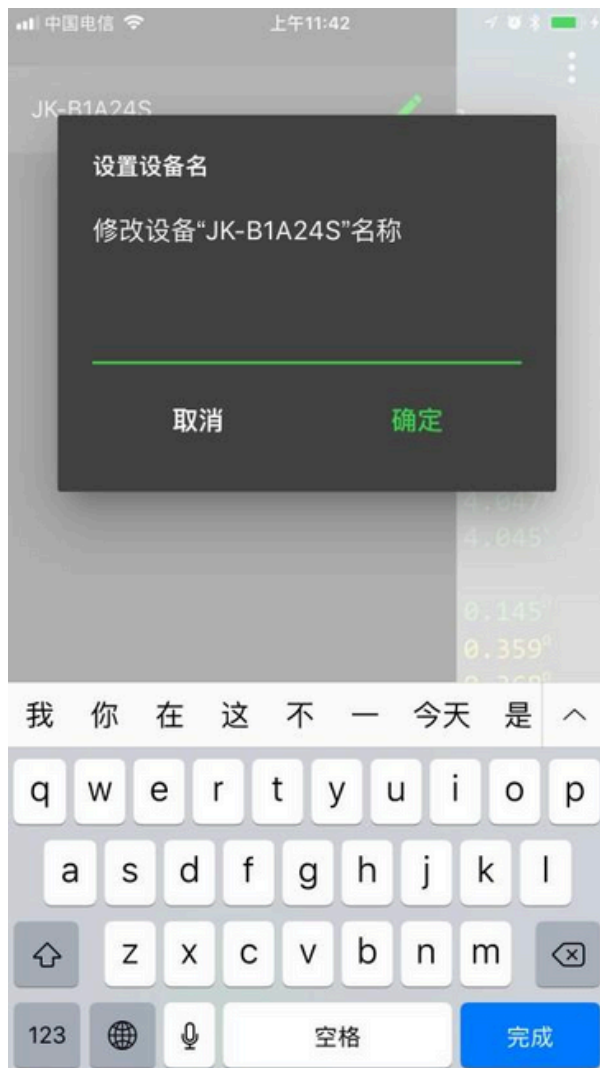 中国电信
上午11:42
JK-B1A24S
设置设备名
修改设备“JK-B1A24S”名称
取消 确定
4.047
4.045
0.145
0.359
我 你 在 这 不 一 今天 是
q w e r t y u i o p
a s d f g h j k l
z x c v b n m
123 空格 完成